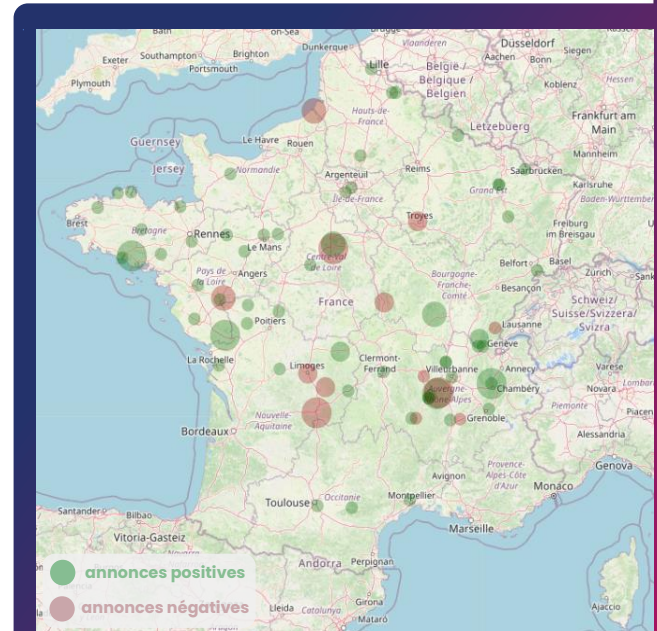 Bath
on-Sea
Exeter
Southampton
Brighton
Portsmouth
Plymouth
Dunkerque
Vlaanderen
Düsseldorf
Siegen
Aachen
Bonn
Lille
België /
Belgique /
Belgien
Koblenz
Hessen
Hauts-de-
France
Frankfurt am
Main
Lëtzebuerg
Guernsey
Le Havre
Rouen
Mannheim
Jersey
Normandie
Argenteuil
Reims
Saarbrücken
Karlsruhe
Île-de-France
Grand Est
Baden-Württember
Brest
Bretagne
Rennes
Troyes
Freiburg
im Breisgau
Le Mans
Centre-Val
de Loire
Belfort
Basel
Zürich
Sank
Pays de
la Loire
Angers
Bourgogne-
Franche-
Comté
Besançon
France
Schweiz/
Suisse/Svizzera/
Svizra
Poitiers
Lausanne
Genève
La Rochelle
Limoges
Clermont-
Ferrand
Villeurbanne
Annecy
Varese
Auvergne-
Rhône-Alpes
Chambéry
Novara
Lombar
Nouvelle-
Aquitaine
Grenoble
Piemonte
Piacen
Bordeaux
Alessandria
Provence-
Alpes-Côte
d'Azur
Genova
Avignon
Monaco
Toulouse
Occitanie
Montpellier
Santander
Bilbao
Marseille
Vitoria-Gasteiz
Andorra
Perpignan
annonces positives
annonces négatives
Girona
Lleida
Catalunya
Mataró
Ajaccio